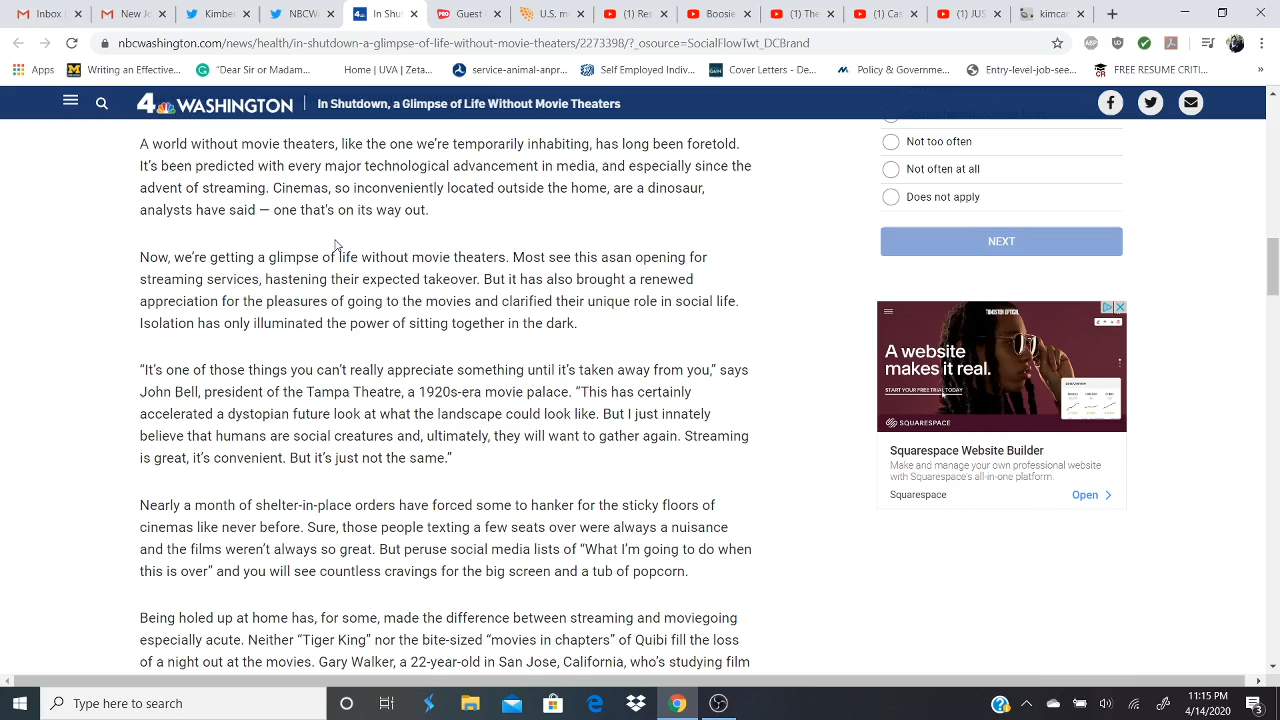 Inbox
New Jo
Kimber
NBCW
In Shut
Guest
U.S. m
(1) Res
Boosie
(1) The
(1) Cas
(1) JUS
kimcar
nbcwashington.com/news/health/in-shutdown-a-glimpse-of-life-without-movie-theaters/2273398/?_osource=SocialFlowTwt_DCBrand
Apps
Writing an Effective...
"Dear Sir or Madam...
Home | UVA | Zeta...
service-animal-anpr...
Self Employed Indiv...
Cover Letters - De...
Policy & Governme...
Entry-level-job-see...
FREE RESUME CRITI...
4 WASHINGTON
In Shutdown, a Glimpse of Life Without Movie Theaters
A world without movie theaters, like the one we're temporarily inhabiting, has long been foretold.
It's been predicted with every major technological advancement in media, and especially since the
advent of streaming. Cinemas, so inconveniently located outside the home, are a dinosaur,
analysts have said — one that's on its way out.
Now, we're getting a glimpse of life without movie theaters. Most see this asan opening for
streaming services, hastening their expected takeover. But it has also brought a renewed
appreciation for the pleasures of going to the movies and clarified their unique role in social life.
Isolation has only illuminated the power of sitting together in the dark.
“It's one of those things you can't really appreciate something until it's taken away from you,” says
John Bell, president of the Tampa Theatre, a 1920s-era movie palace. “This has certainly
accelerated a dystopian future look at what the landscape could look like. But I just innately
believe that humans are social creatures and, ultimately, they will want to gather again. Streaming
is great, it's convenient. But it's just not the same.”
Nearly a month of shelter-in-place orders have forced some to hanker for the sticky floors of
cinemas like never before. Sure, those people texting a few seats over were always a nuisance
and the films weren't always so great. But peruse social media lists of “What I'm going to do when
this is over” and you will see countless cravings for the big screen and a tub of popcorn.
Being holed up at home has, for some, made the difference between streaming and moviegoing
especially acute. Neither “Tiger King” nor the bite-sized “movies in chapters” of Quibi fill the loss
of a night out at the movies. Gary Walker, a 22-year-old in San Jose, California, who's studying film
Not too often
Not often at all
Does not apply
NEXT
TUNGSTEN OPTICAL
A website
makes it real.
START YOUR FREE TRIAL TODAY
SQUARESPACE
Squarespace Website Builder
Make and manage your own professional website
with Squarespace's all-in-one platform.
Squarespace
Open
Type here to search
11:15 PM
4/14/2020
3